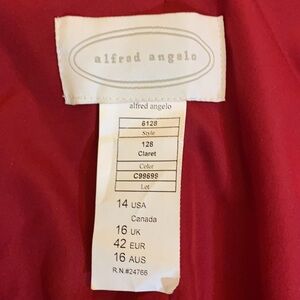 alfred angelo
alfred angelo
6128
Style
128
Claret
Color
C99699
Lot
14 USA
Canada
16 UK
42 EUR
16 AUS
R.N.#24766